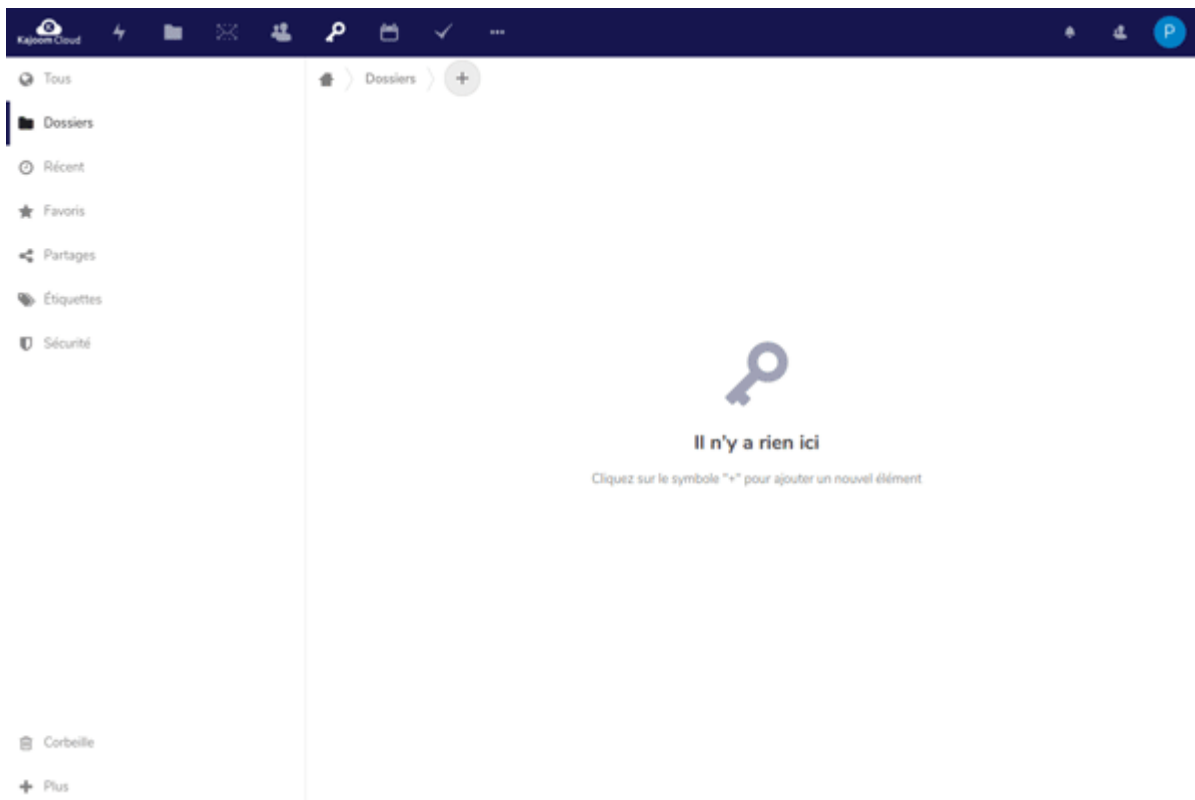 Kajoom Cloud
P
Tous
Dossiers
Dossiers
Récent
Favoris
Partages
Étiquettes
Sécurité
Il n'y a rien ici
Cliquez sur le symbole "+" pour ajouter un nouvel élément
Corbeille
Plus